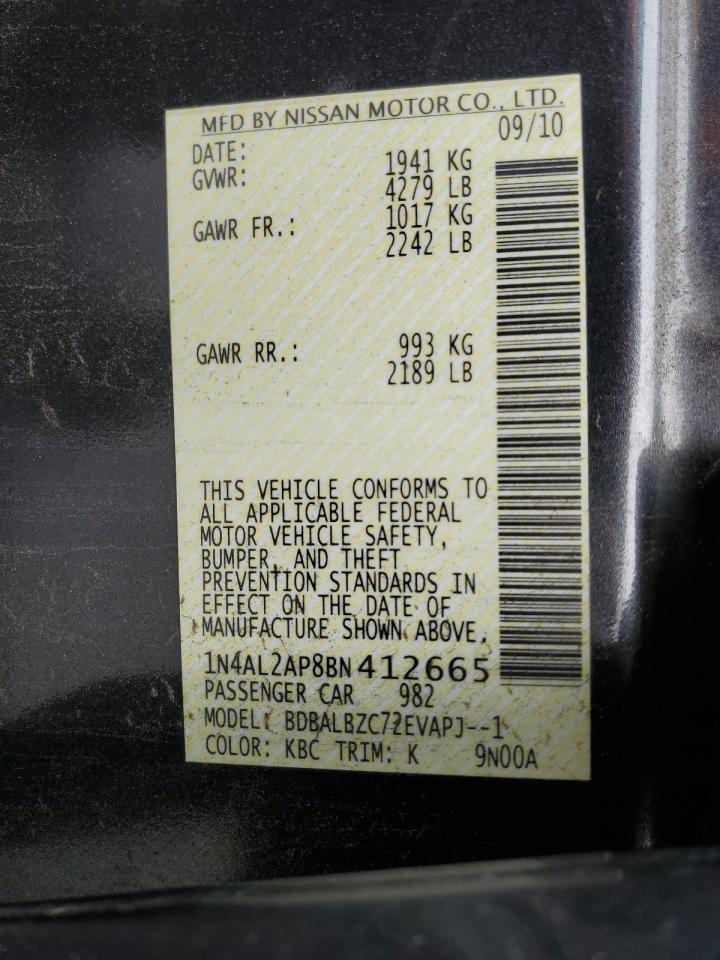 MFD BY NISSAN MOTOR CO., LTD.
DATE: 09/10
GVWR: 1941 KG
4279 LB
GAWR FR.: 1017 KG
2242 LB
GAWR RR.: 993 KG
2189 LB
THIS VEHICLE CONFORMS TO
ALL APPLICABLE FEDERAL
MOTOR VEHICLE SAFETY,
BUMPER, AND THEFT
PREVENTION STANDARDS IN
EFFECT ON THE DATE OF
MANUFACTURE SHOWN ABOVE.
1N4AL2AP8BN412665
PASSENGER CAR 982
MODEL: BDBALBZC72EVAPJ--1
COLOR: KBC TRIM: K 9N00A